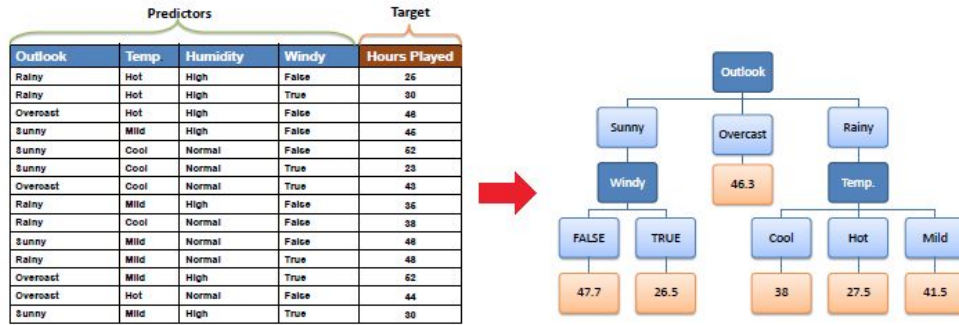 Predictors Target
Outlook Temp. Humidity Windy Hours Played
Rainy Hot High False 25
Rainy Hot High True 30
Overcast Hot High False 46
Sunny Mild High False 45
Sunny Cool Normal False 52
Sunny Cool Normal True 23
Overcast Cool Normal True 43
Rainy Mild High False 35
Rainy Cool Normal False 38
Sunny Mild Normal False 46
Rainy Mild Normal True 48
Overcast Mild High True 52
Overcast Hot Normal False 44
Sunny Mild High True 30
Outlook
Sunny Overcast Rainy
Windy 46.3 Temp.
FALSE TRUE Cool Hot Mild
47.7 26.5 38 27.5 41.5